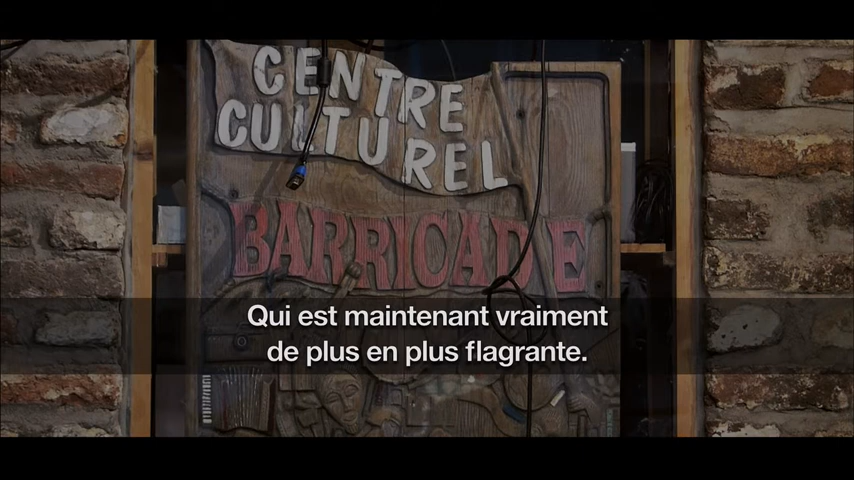 CENTRE
CULTUREL
BARRICADE
Qui est maintenant vraiment
de plus en plus flagrante.